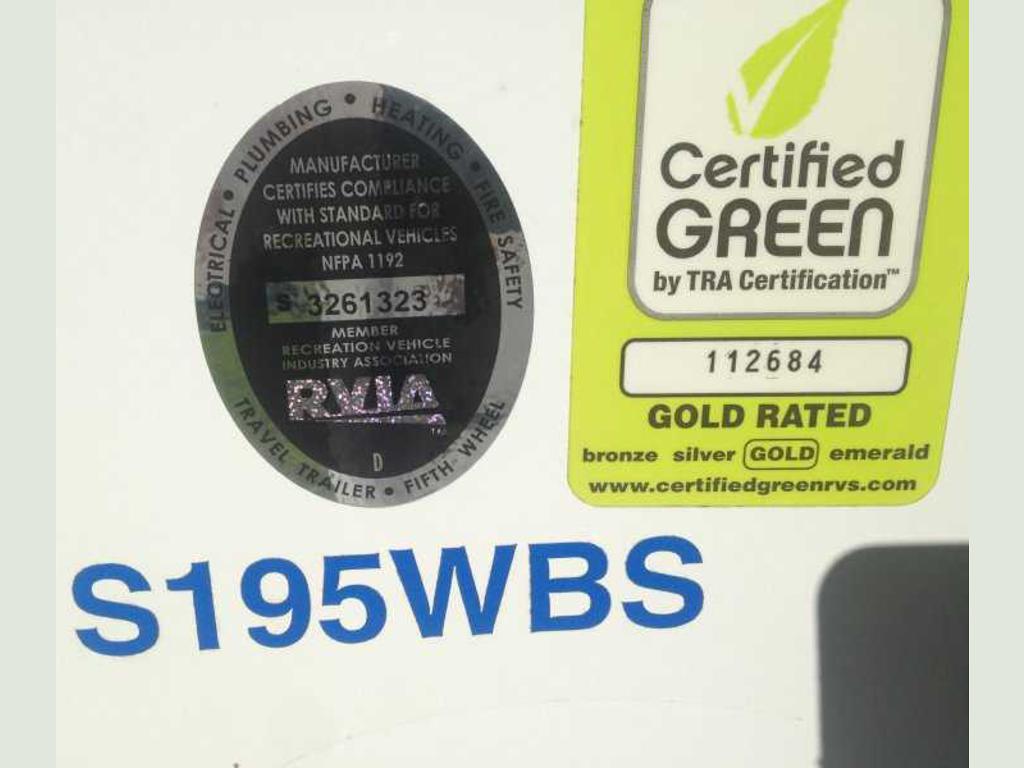 ELECTRICAL • PLUMBING • HEATING • FIRE SAFETY
MANUFACTURER
CERTIFIES COMPLIANCE
WITH STANDARD FOR
RECREATIONAL VEHICLES
NFPA 1192
S 3261323
MEMBER
RECREATION VEHICLE
INDUSTRY ASSOCIATION
RVIA
TM
D
TRAVEL TRAILER • FIFTH WHEEL
Certified
GREEN
by TRA Certification™
112684
GOLD RATED
bronze silver GOLD emerald
www.certifiedgreenrvs.com
S195WBS